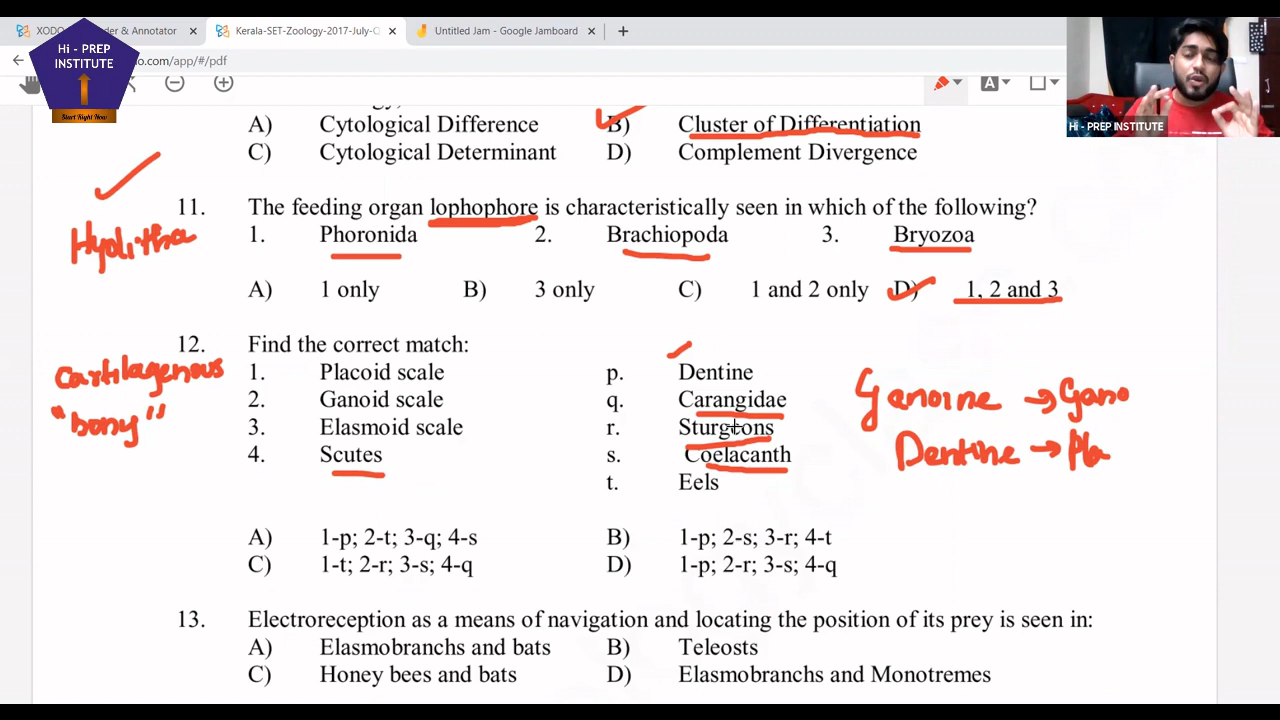 Hi - PREP
INSTITUTE
Start Right Now
der & Annotator
Kerala-SET-Zoology-2017-July-Q
Untitled Jam - Google Jamboard
o.com/app/#/pdf
A
Hi - PREP INSTITUTE
A) Cytological Difference B) Cluster of Differentiation
C) Cytological Determinant D) Complement Divergence
11. The feeding organ lophophore is characteristically seen in which of the following?
1. Phoronida 2. Brachiopoda 3. Bryozoa
Hyolitha
A) 1 only B) 3 only C) 1 and 2 only D) 1, 2 and 3
12. Find the correct match:
1. Placoid scale p. Dentine
2. Ganoid scale q. Carangidae
3. Elasmoid scale r. Sturgeons
4. Scutes s. Coelacanth
t. Eels
Cartilagenous
"bony"
Ganoine → Gano
Dentine → Pla
A) 1-p; 2-t; 3-q; 4-s B) 1-p; 2-s; 3-r; 4-t
C) 1-t; 2-r; 3-s; 4-q D) 1-p; 2-r; 3-s; 4-q
13. Electroreception as a means of navigation and locating the position of its prey is seen in:
A) Elasmobranchs and bats B) Teleosts
C) Honey bees and bats D) Elasmobranchs and Monotremes